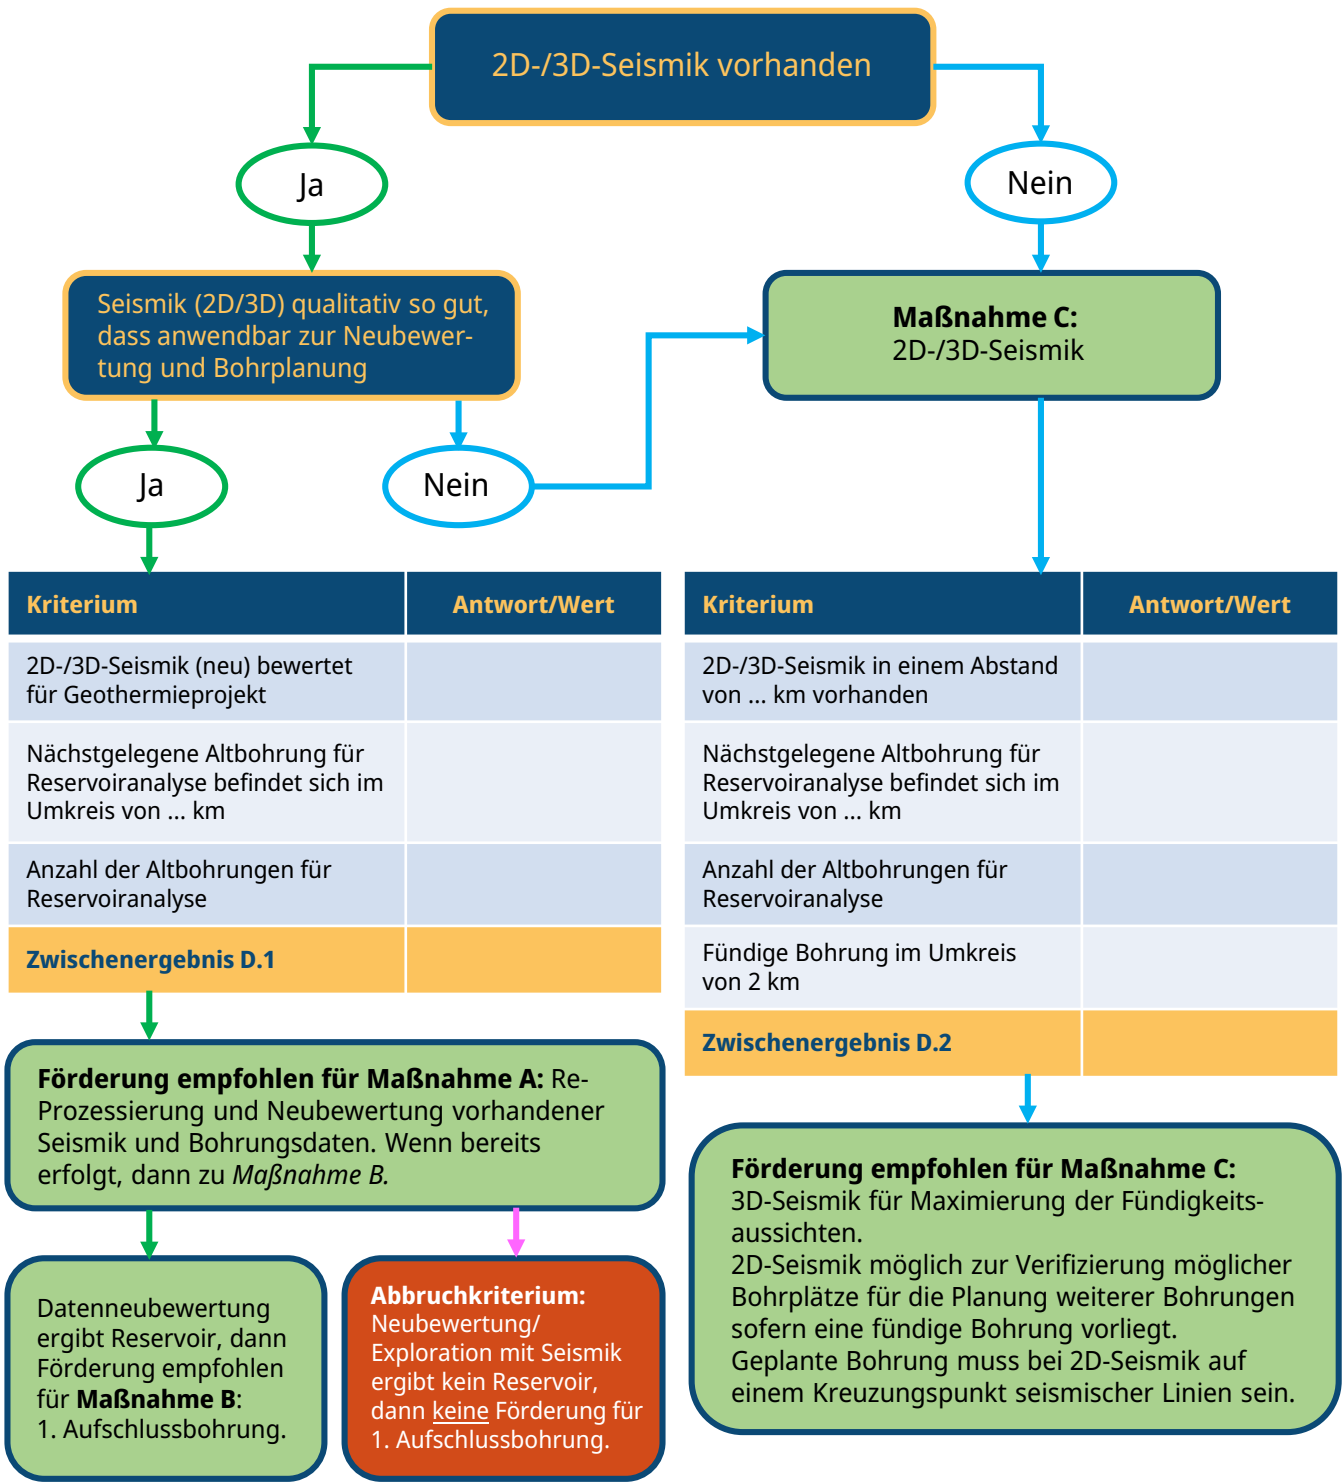 2D-/3D-Seismik vorhanden
Ja
Nein
Seismik (2D/3D) qualitativ so gut,
dass anwendbar zur Neubewer-
tung und Bohrplanung
Maßnahme C:
2D-/3D-Seismik
Ja
Nein
Kriterium
Antwort/Wert
2D-/3D-Seismik (neu) bewertet
für Geothermieprojekt
Nächstgelegene Altbohrung für
Reservoiranalyse befindet sich im
Umkreis von ... km
Anzahl der Altbohrungen für
Reservoiranalyse
Zwischenergebnis D.1
Kriterium
Antwort/Wert
2D-/3D-Seismik in einem Abstand
von ... km vorhanden
Nächstgelegene Altbohrung für
Reservoiranalyse befindet sich im
Umkreis von ... km
Anzahl der Altbohrungen für
Reservoiranalyse
Fündige Bohrung im Umkreis
von 2 km
Zwischenergebnis D.2
Förderung empfohlen für Maßnahme A: Re-
Prozessierung und Neubewertung vorhandener
Seismik und Bohrungsdaten. Wenn bereits
erfolgt, dann zu Maßnahme B.
Datenneubewertung
ergibt Reservoir, dann
Förderung empfohlen
für Maßnahme B:
1. Aufschlussbohrung.
Abbruchkriterium:
Neubewertung/
Exploration mit Seismik
ergibt kein Reservoir,
dann keine Förderung für
1. Aufschlussbohrung.
Förderung empfohlen für Maßnahme C:
3D-Seismik für Maximierung der Fündigkeits-
aussichten.
2D-Seismik möglich zur Verifizierung möglicher
Bohrplätze für die Planung weiterer Bohrungen
sofern eine fündige Bohrung vorliegt.
Geplante Bohrung muss bei 2D-Seismik auf
einem Kreuzungspunkt seismischer Linien sein.